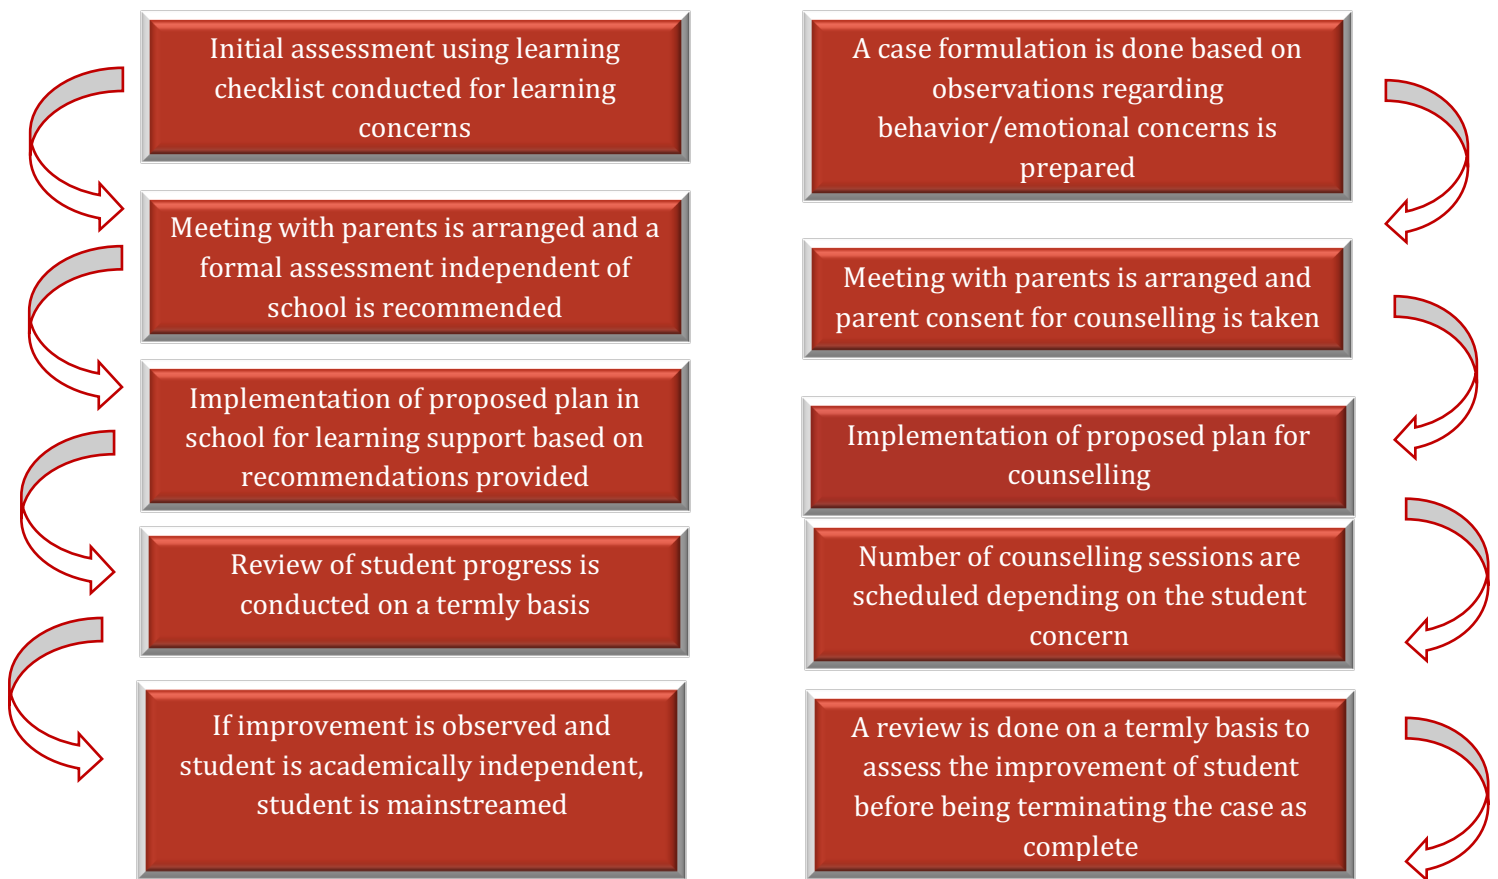 Initial assessment using learning
checklist conducted for learning
concerns
Meeting with parents is arranged and a
formal assessment independent of
school is recommended
Implementation of proposed plan in
school for learning support based on
recommendations provided
Review of student progress is
conducted on a termly basis
If improvement is observed and
student is academically independent,
student is mainstreamed
A case formulation is done based on
observations regarding
behavior/emotional concerns is
prepared
Meeting with parents is arranged and
parent consent for counselling is taken
Implementation of proposed plan for
counselling
Number of counselling sessions are
scheduled depending on the student
concern
A review is done on a termly basis to
assess the improvement of student
before being terminating the case as
complete